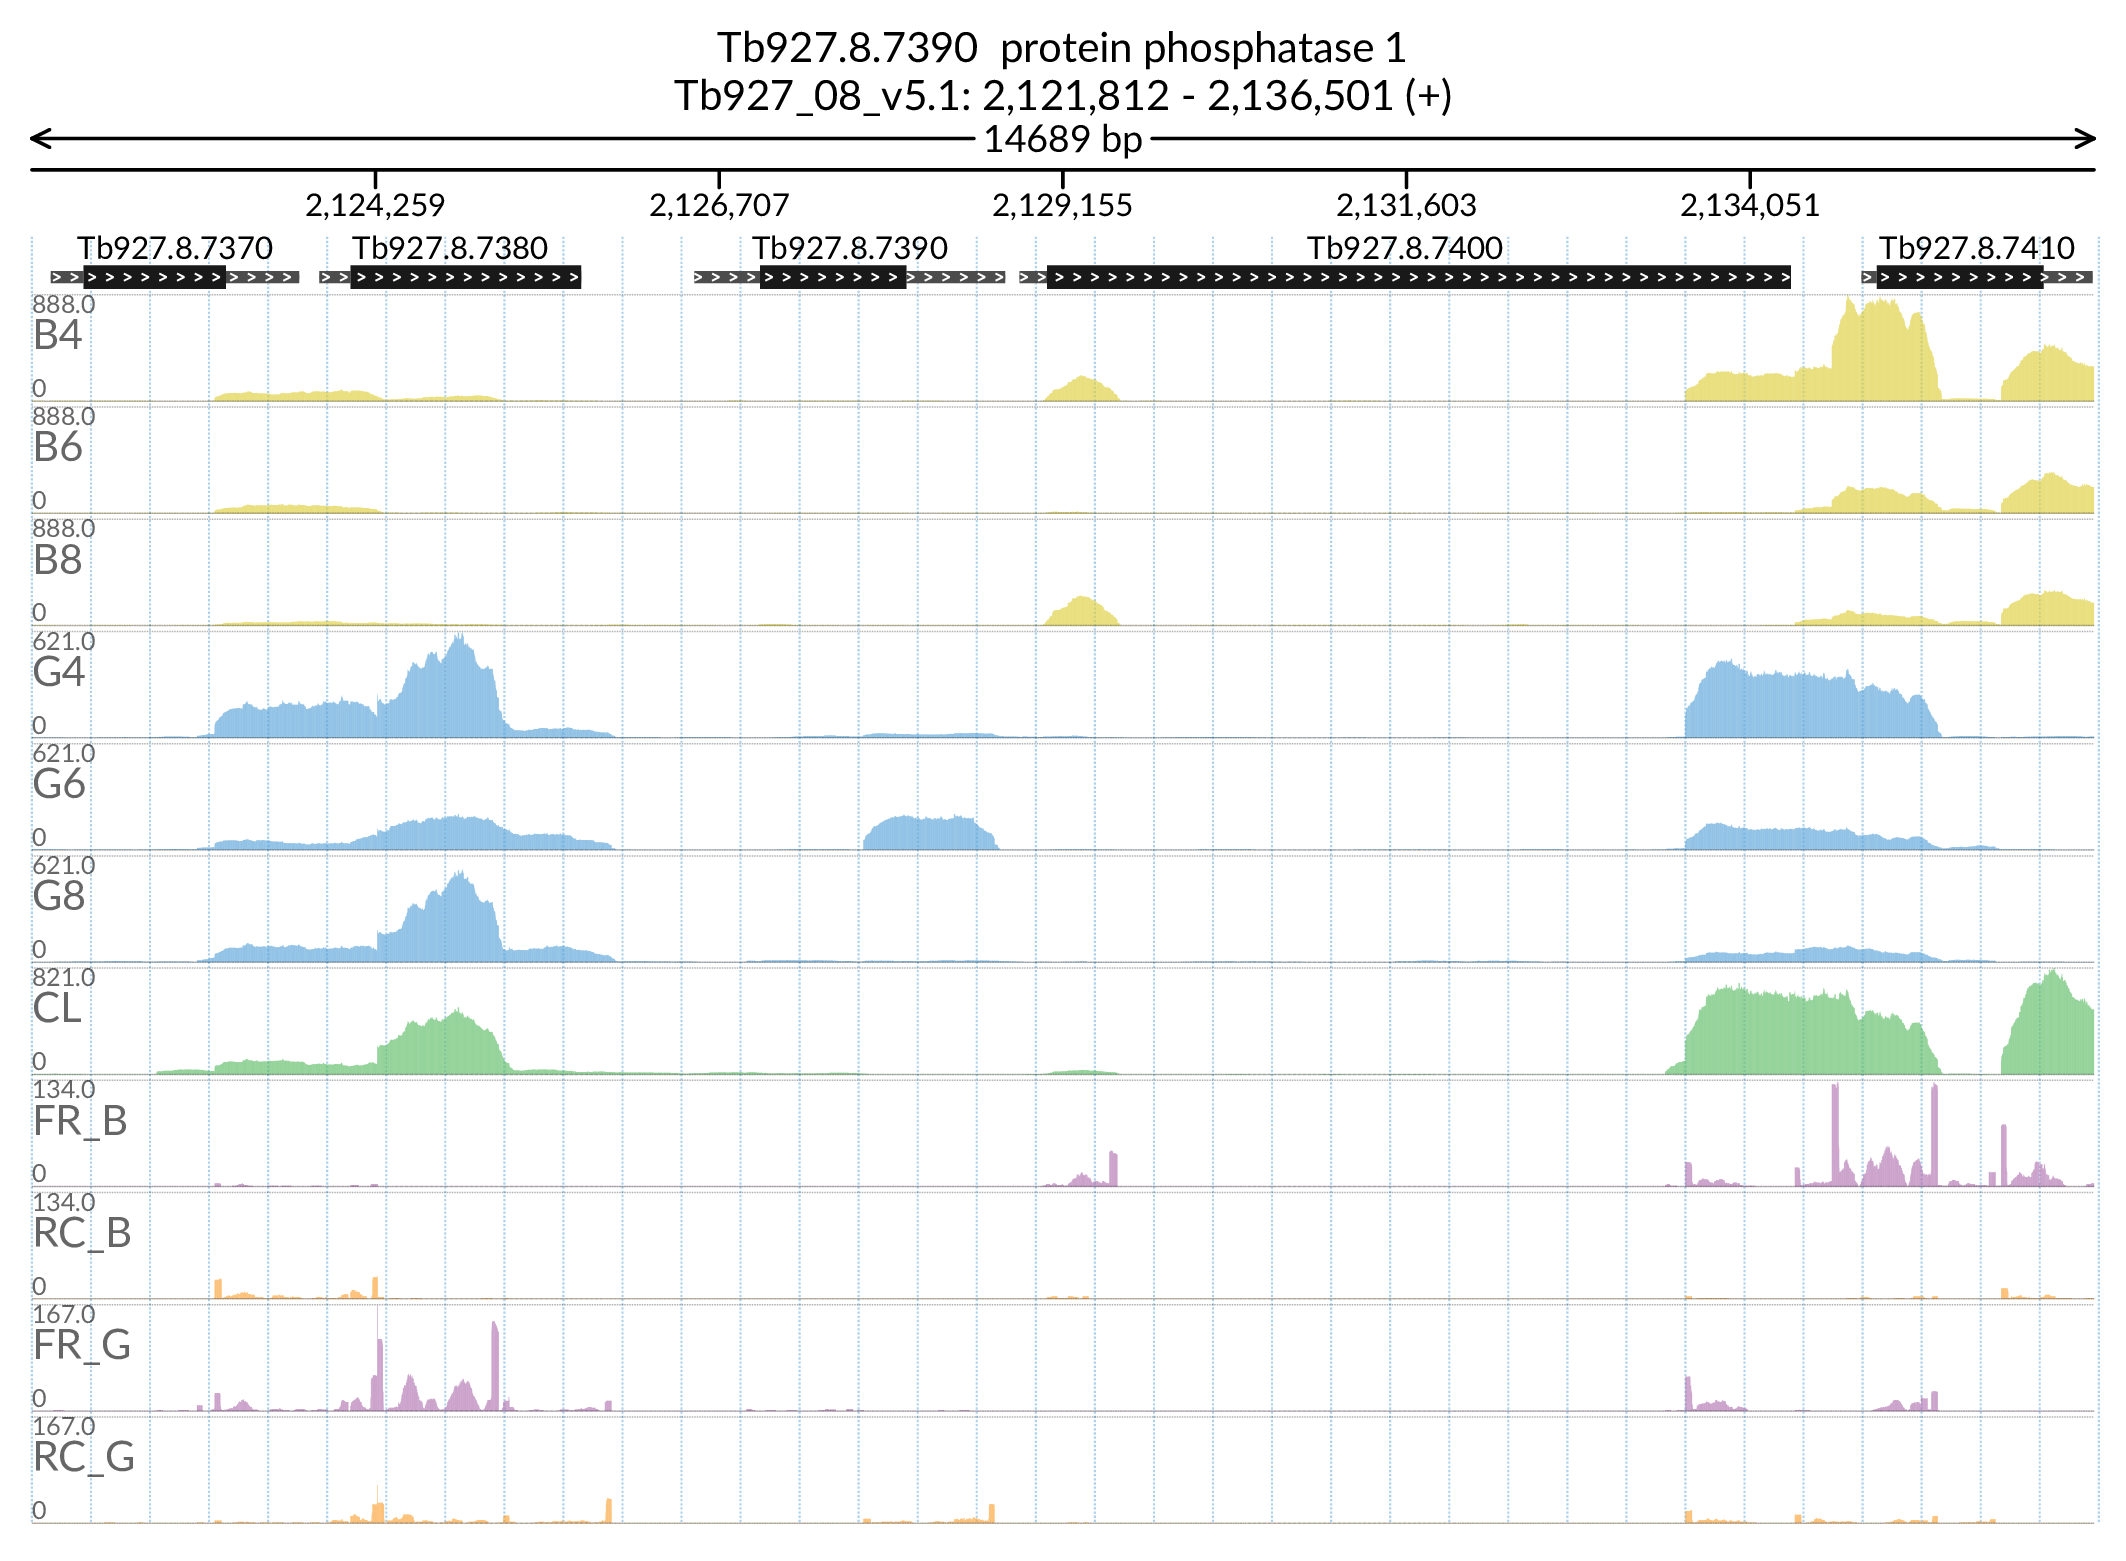 Tb927.8.7390 protein phosphatase 1
Tb927_08_v5.1: 2,121,812 - 2,136,501 (+)
14689 bp
2,124,259 2,126,707 2,129,155 2,131,603 2,134,051
Tb927.8.7370 Tb927.8.7380 Tb927.8.7390 Tb927.8.7400 Tb927.8.7410
888.0
B4
0
888.0
B6
0
888.0
B8
0
621.0
G4
0
621.0
G6
0
621.0
G8
0
821.0
CL
0
134.0
FR_B
0
134.0
RC_B
0
167.0
FR_G
0
167.0
RC_G
0